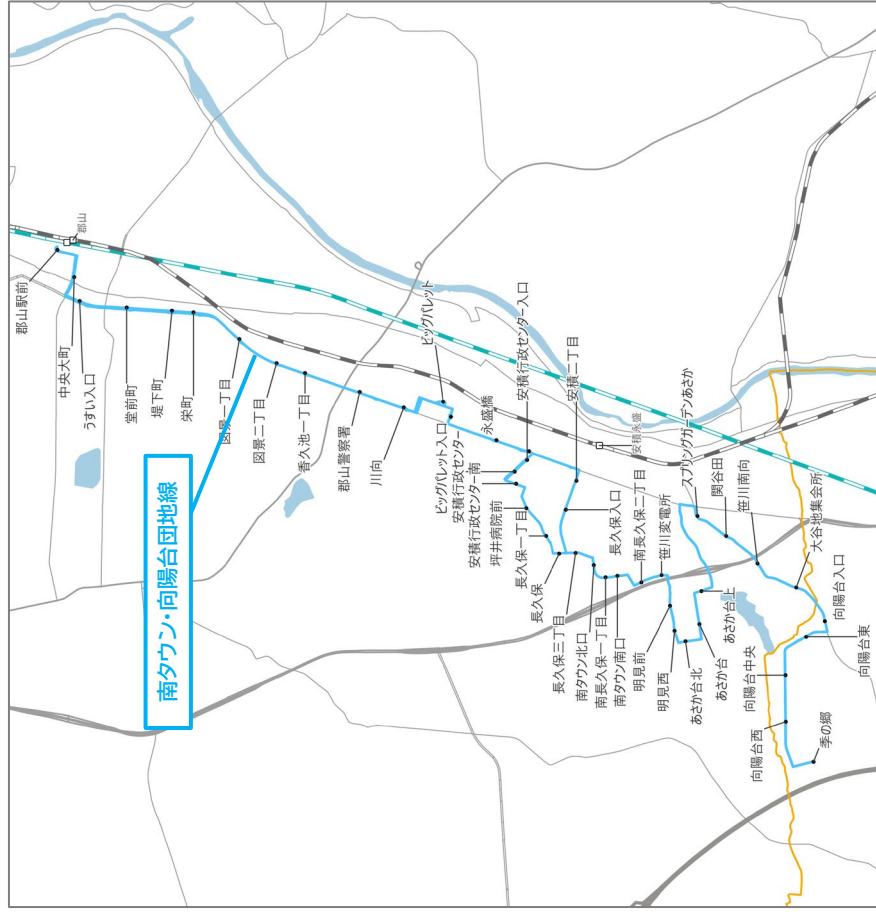 郡山
郡山駅前
中央大町
うすい入口
堂前町
堤下町
栄町
図景一丁目
図景二丁目
香久池一丁目
郡山警察署
川向
ビッグパレット
ビッグパレット入口
安積行政センター
安積行政センター南
安積行政センター入口
永盛橋
坪井病院前
長久保一丁目
長久保
安積二丁目
長久保入口
安積永盛
長久保三丁目
南タウン北口
南長久保一丁目
南タウン南口
南長久保二丁目
笹川変電所
明見前
明見西
あさか台北
あさか台
あさか台上
スプリングガーデンあさか
関谷田
笹川南向
大谷地集会所
向陽台入口
向陽台東
向陽台中央
向陽台西
季の郷
南タウン・向陽台団地線